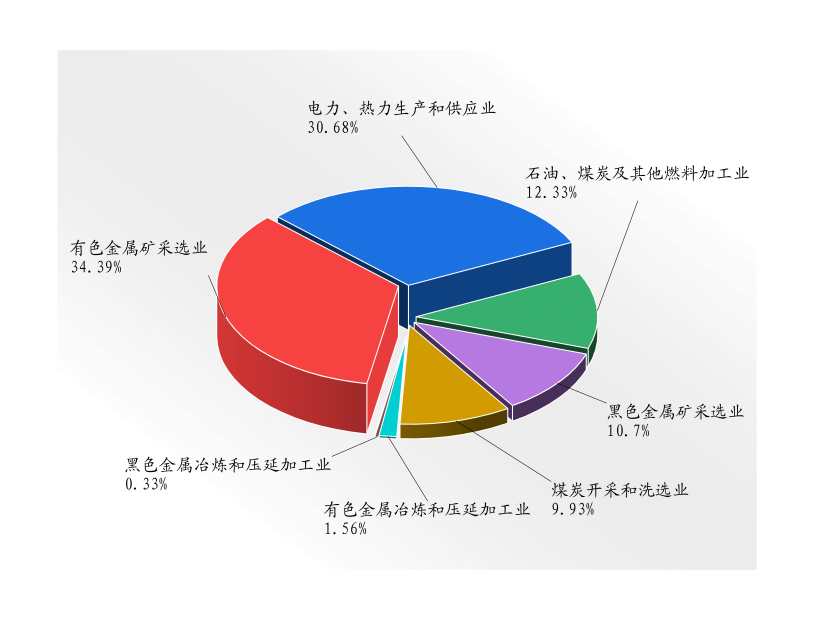 电力、热力生产和供应业
30.68%
石油、煤炭及其他燃料加工业
12.33%
有色金属矿采选业
34.39%
黑色金属矿采选业
10.7%
黑色金属冶炼和压延加工业
0.33%
煤炭开采和洗选业
9.93%
有色金属冶炼和压延加工业
1.56%